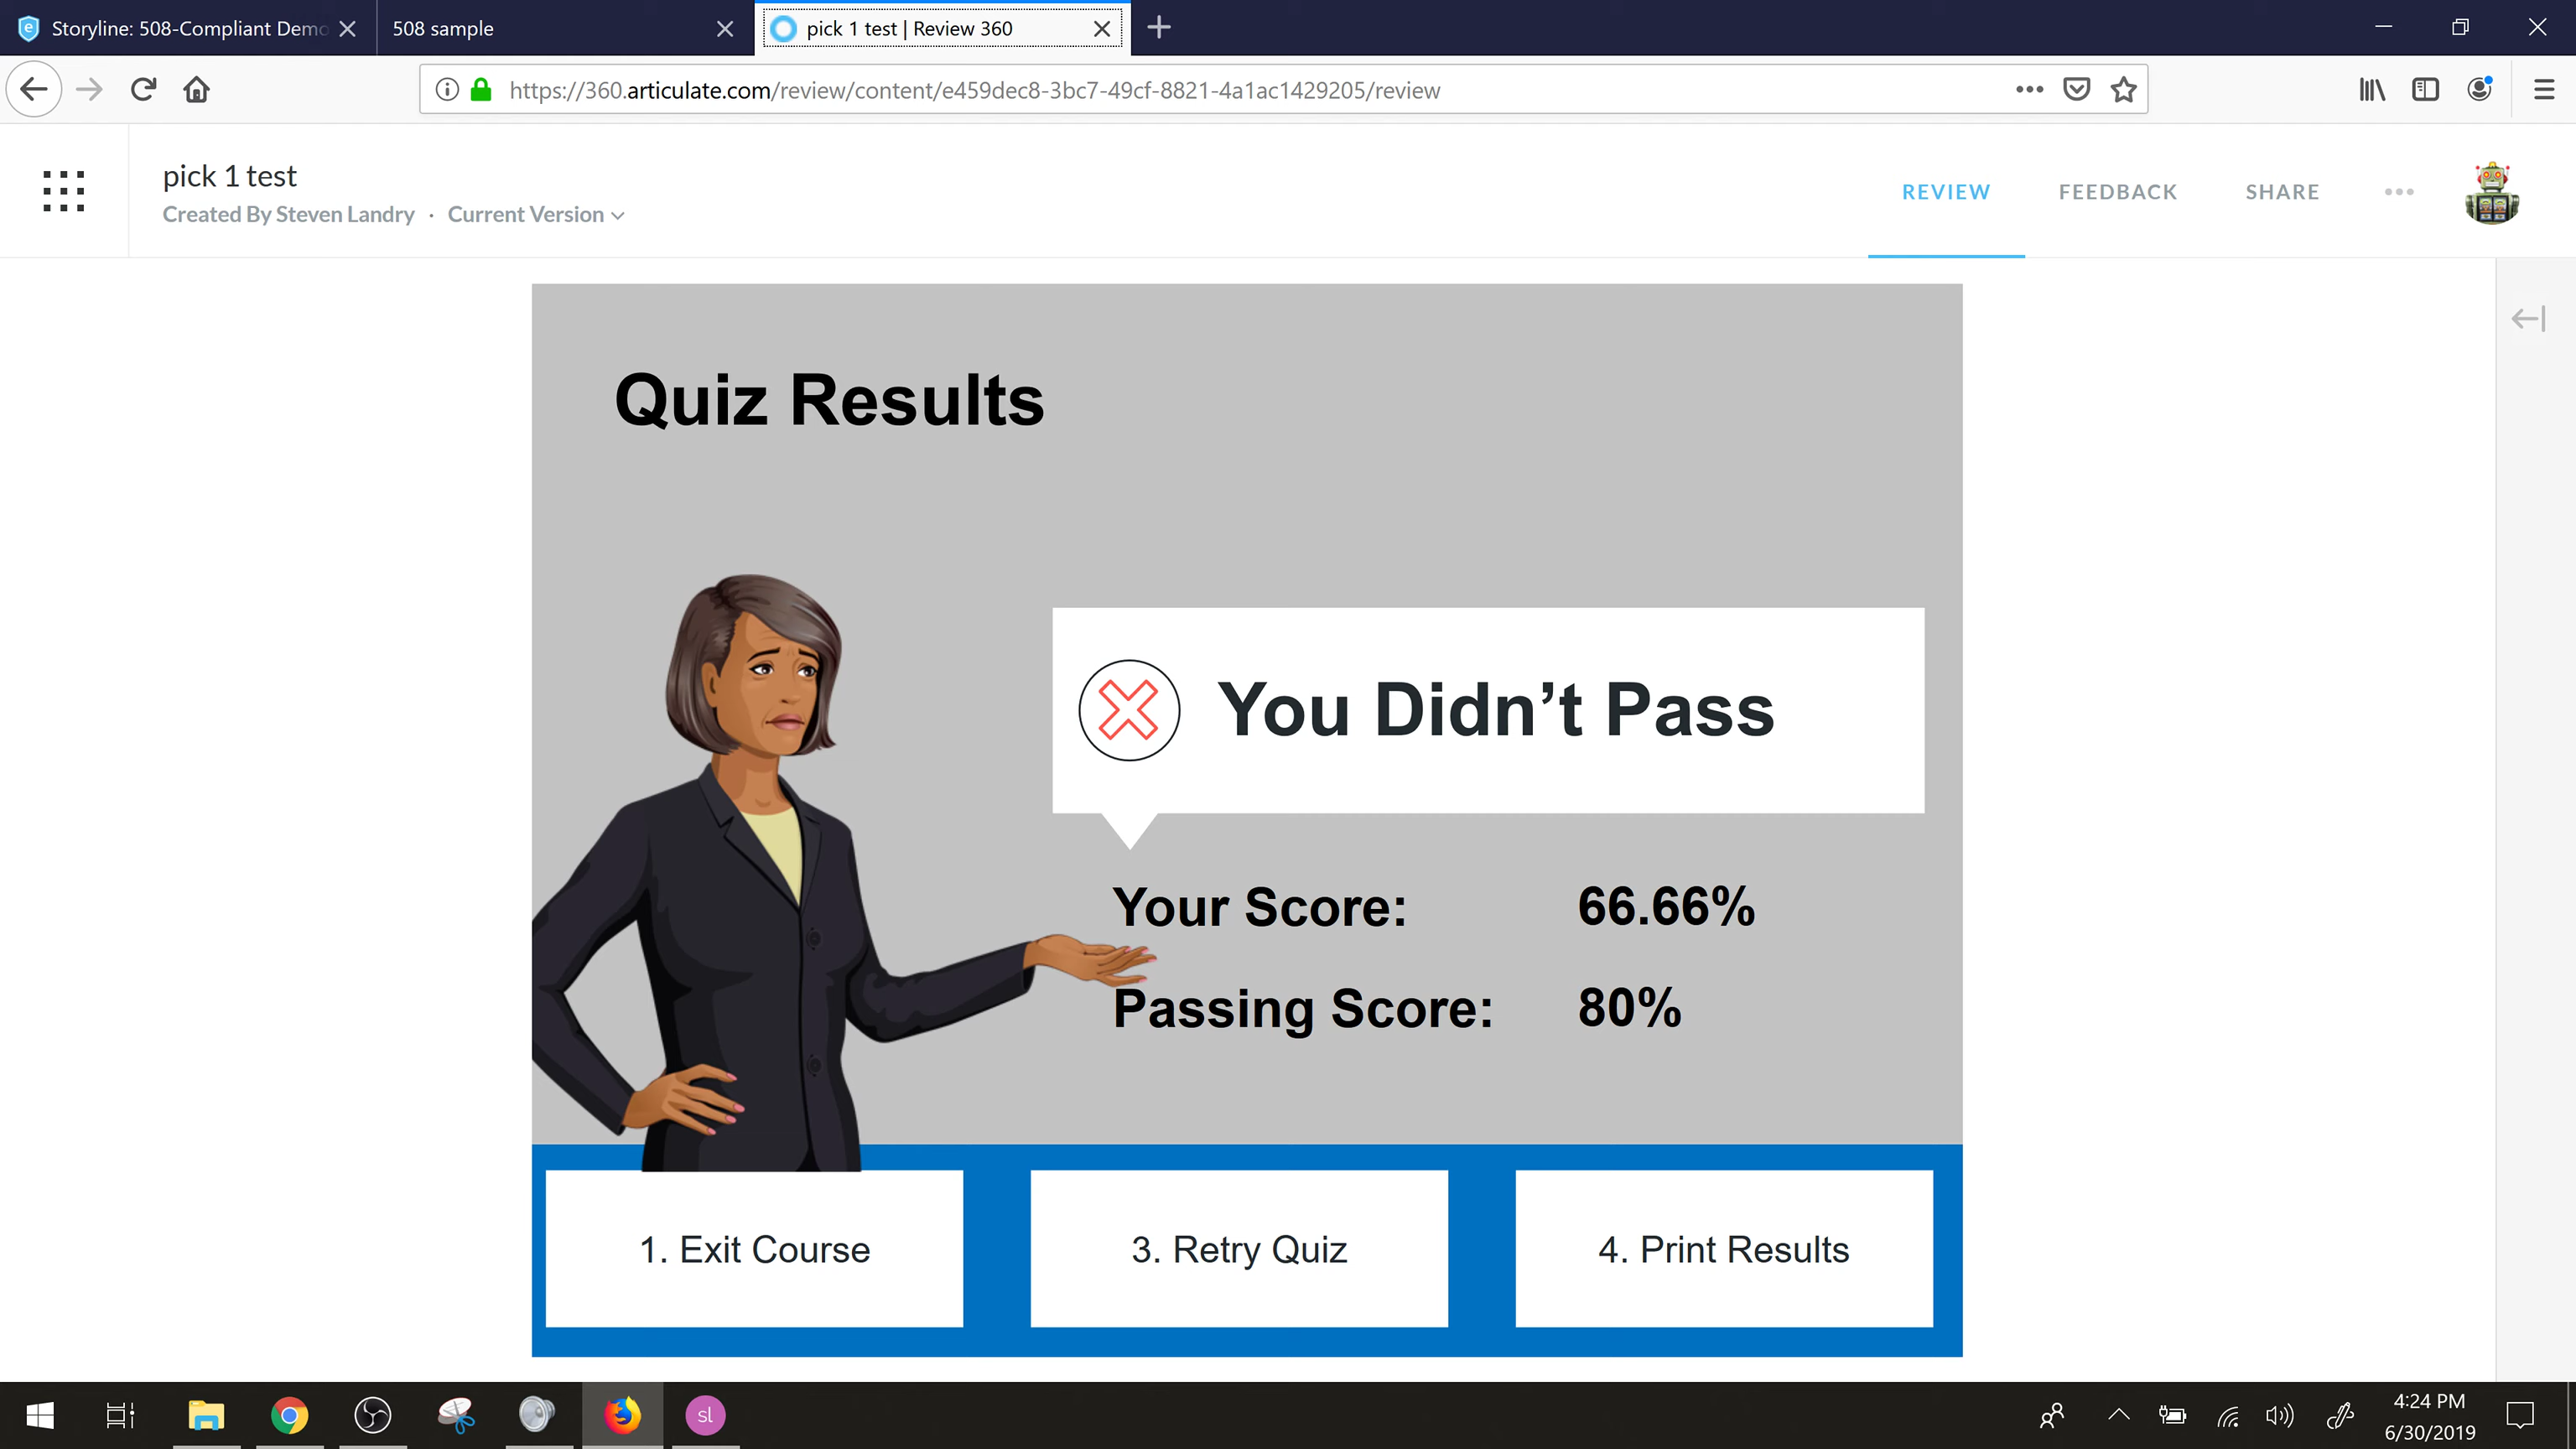 Storyline: 508-Compliant Demo
508 sample
pick 1 test | Review 360
https://360.articulate.com/review/content/e459dec8-3bc7-49cf-8821-4a1ac1429205/review
pick 1 test
Created By Steven Landry · Current Version
REVIEW
FEEDBACK
SHARE
Quiz Results
You Didn’t Pass
Your Score: 66.66%
Passing Score: 80%
1. Exit Course
3. Retry Quiz
4. Print Results
sl
4:24 PM
6/30/2019